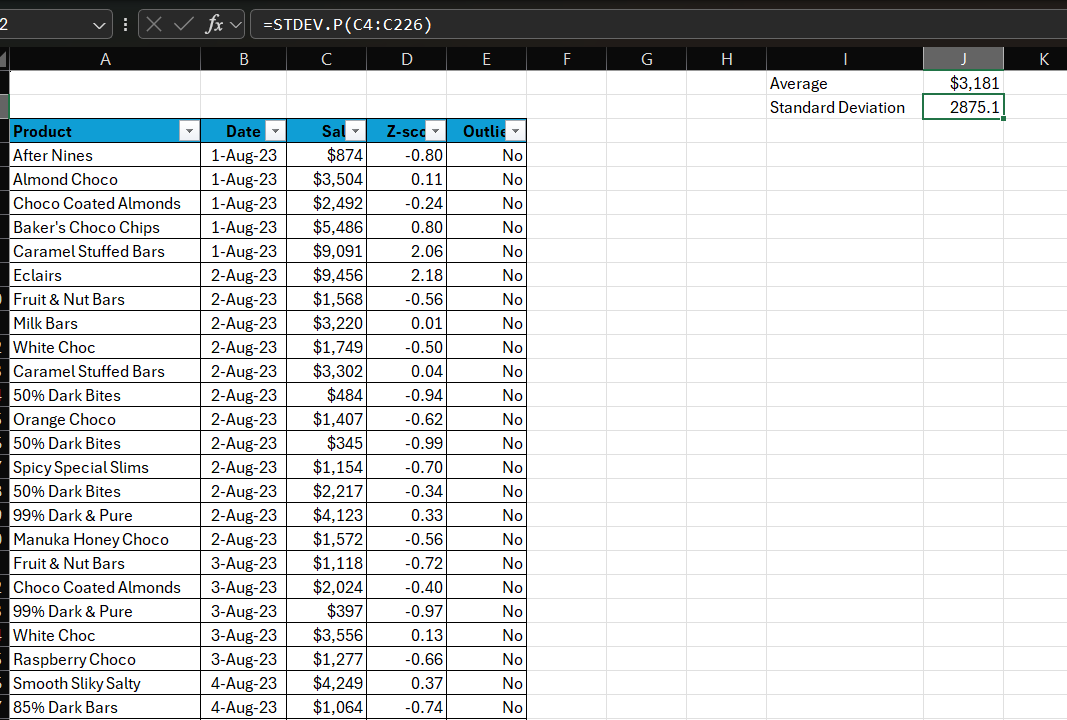 2 fx =STDEV.P(C4:C226)
A B C D E F G H I J K
Average $3,181
Standard Deviation 2875.1
Product Date Sal Z-sco Outlie
After Nines 1-Aug-23 $874 -0.80 No
Almond Choco 1-Aug-23 $3,504 0.11 No
Choco Coated Almonds 1-Aug-23 $2,492 -0.24 No
Baker's Choco Chips 1-Aug-23 $5,486 0.80 No
Caramel Stuffed Bars 1-Aug-23 $9,091 2.06 No
Eclairs 2-Aug-23 $9,456 2.18 No
Fruit & Nut Bars 2-Aug-23 $1,568 -0.56 No
Milk Bars 2-Aug-23 $3,220 0.01 No
White Choc 2-Aug-23 $1,749 -0.50 No
Caramel Stuffed Bars 2-Aug-23 $3,302 0.04 No
50% Dark Bites 2-Aug-23 $484 -0.94 No
Orange Choco 2-Aug-23 $1,407 -0.62 No
50% Dark Bites 2-Aug-23 $345 -0.99 No
Spicy Special Slims 2-Aug-23 $1,154 -0.70 No
50% Dark Bites 2-Aug-23 $2,217 -0.34 No
99% Dark & Pure 2-Aug-23 $4,123 0.33 No
Manuka Honey Choco 2-Aug-23 $1,572 -0.56 No
Fruit & Nut Bars 3-Aug-23 $1,118 -0.72 No
Choco Coated Almonds 3-Aug-23 $2,024 -0.40 No
99% Dark & Pure 3-Aug-23 $397 -0.97 No
White Choc 3-Aug-23 $3,556 0.13 No
Raspberry Choco 3-Aug-23 $1,277 -0.66 No
Smooth Sliky Salty 4-Aug-23 $4,249 0.37 No
85% Dark Bars 4-Aug-23 $1,064 -0.74 No